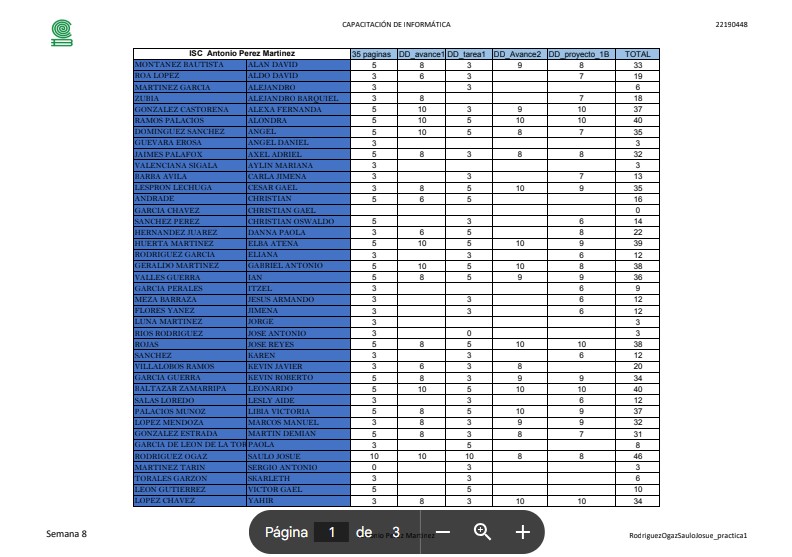 CAPACITACIÓN DE INFORMÁTICA 22190448
ISC Antonio Perez Martinez 35 paginas DD_avance1 DD_tarea1 DD_Avance2 DD_proyecto_1B TOTAL
MONTANEZ BAUTISTA ALAN DAVID 5 8 3 9 8 33
ROA LOPEZ ALDO DAVID 3 6 3 7 19
MARTINEZ GARCIA ALEJANDRO 3 3 6
ZUBIA ALEJANDRO BARQUIEL 3 8 7 18
GONZALEZ CASTORENA ALEXA FERNANDA 5 10 3 9 10 37
RAMOS PALACIOS ALONDRA 5 10 5 10 10 40
DOMINGUEZ SANCHEZ ANGEL 5 10 5 8 7 35
GUEVARA EROSA ANGEL DANIEL 3 3
JAIMES PALAFOX AXEL ADRIEL 5 8 3 8 8 32
VALENCIANA SIGALA AYLIN MARIANA 3 3
BARBA AVILA CARLA JIMENA 3 3 7 13
LESPRON LECHUGA CESAR GAEL 3 8 5 10 9 35
ANDRADE CHRISTIAN 5 6 5 16
GARCIA CHAVEZ CHRISTIAN GAEL 0
SANCHEZ PEREZ CHRISTIAN OSWALDO 5 3 6 14
HERNANDEZ JUAREZ DANNA PAOLA 3 6 5 8 22
HUERTA MARTINEZ ELBA ATENA 5 10 5 10 9 39
RODRIGUEZ GARCIA ELIANA 3 3 6 12
GERALDO MARTINEZ GABRIEL ANTONIO 5 10 5 10 8 38
VALLES GUERRA IAN 5 8 5 9 9 36
GARCIA PERALES ITZEL 3 6 9
MEZA BARRAZA JESUS ARMANDO 3 3 6 12
FLORES YANEZ JIMENA 3 3 6 12
LUNA MARTINEZ JORGE 3 3
RIOS RODRIGUEZ JOSE ANTONIO 3 0 3
ROJAS JOSE REYES 5 8 5 10 10 38
SANCHEZ KAREN 3 3 6 12
VILLALOBOS RAMOS KEVIN JAVIER 3 6 3 8 20
GARCIA GUERRA KEVIN ROBERTO 5 8 3 9 9 34
BALTAZAR ZAMARRIPA LEONARDO 5 10 5 10 10 40
SALAS LOREDO LESLY AIDE 3 3 6 12
PALACIOS MUNOZ LIBIA VICTORIA 5 8 5 10 9 37
LOPEZ MENDOZA MARCOS MANUEL 3 8 3 9 9 32
GONZALEZ ESTRADA MARTIN DEMIAN 5 8 3 8 7 31
GARCIA DE LEON DE LA TOR PAOLA 3 5 8
RODRIGUEZ OGAZ SAULO JOSUE 10 10 10 8 8 46
MARTINEZ TARIN SERGIO ANTONIO 0 3 3
TORALES GARZON SKARLETH 3 3 6
LEON GUTIERREZ VICTOR GAEL 5 5 10
LOPEZ CHAVEZ YAHIR 3 8 3 10 10 34
Semana 8 Página 1 de 3 RodriguezOgazSauloJosue_practica1